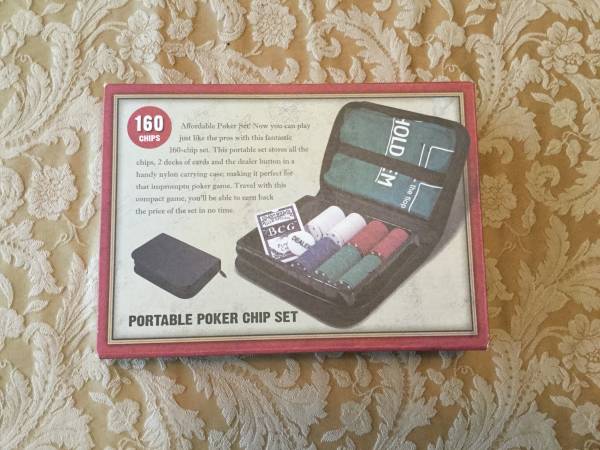 160
CHIPS
Affordable Poker Set! Now you can play
just like the pros with this fantastic
160-chip set. This portable set stores all the
chips, 2 decks of cards and the dealer button in a
handy nylon carrying case; making it perfect for
that impromptu poker game. Travel with this
compact game, you'll be able to earn back
the price of the set in no time.
HOLD
'EM
the flop
BCG
DEALER
PORTABLE POKER CHIP SET